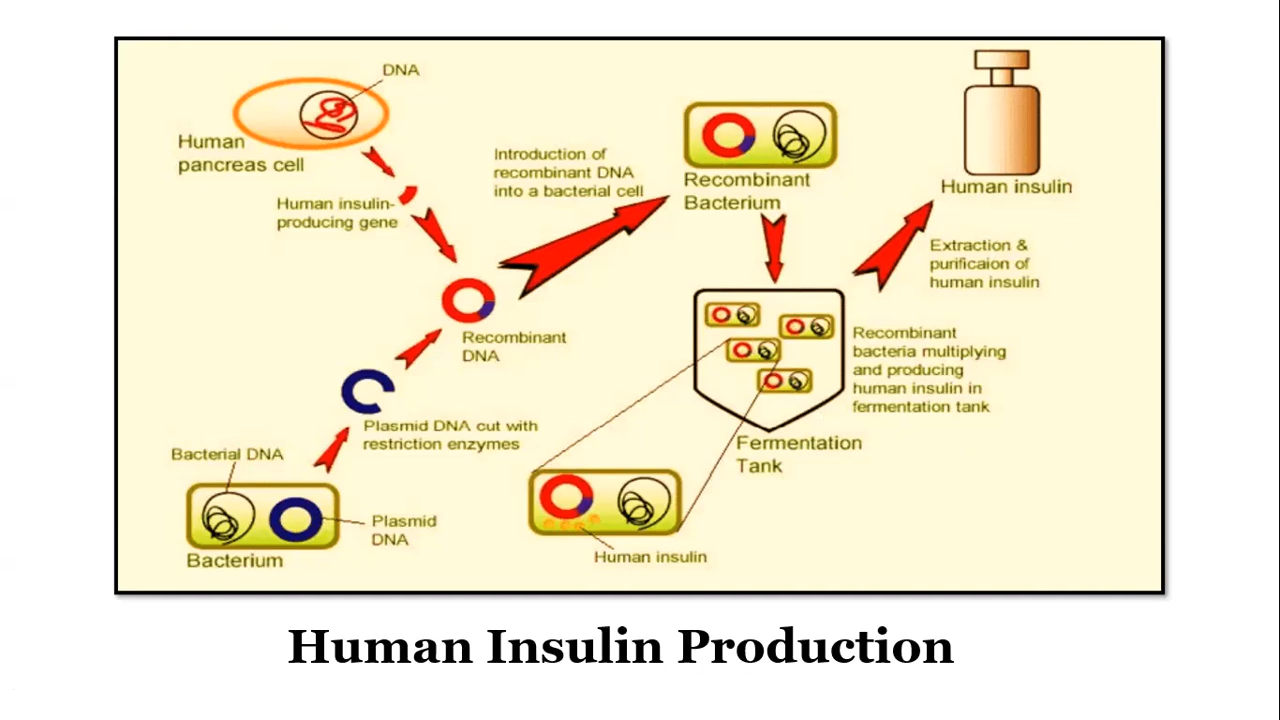 DNA
Human
pancreas cell
Human insulin-
producing gene
Introduction of
recombinant DNA
into a bacterial cell
Recombinant
Bacterium
Human insulin
Extraction &
purificaion of
human insulin
Recombinant
DNA
Recombinant
bacteria multiplying
and producing
human insulin in
fermentation tank
Plasmid DNA cut with
restriction enzymes
Fermentation
Tank
Bacterial DNA
Plasmid
DNA
Bacterium
Human insulin
Human Insulin Production